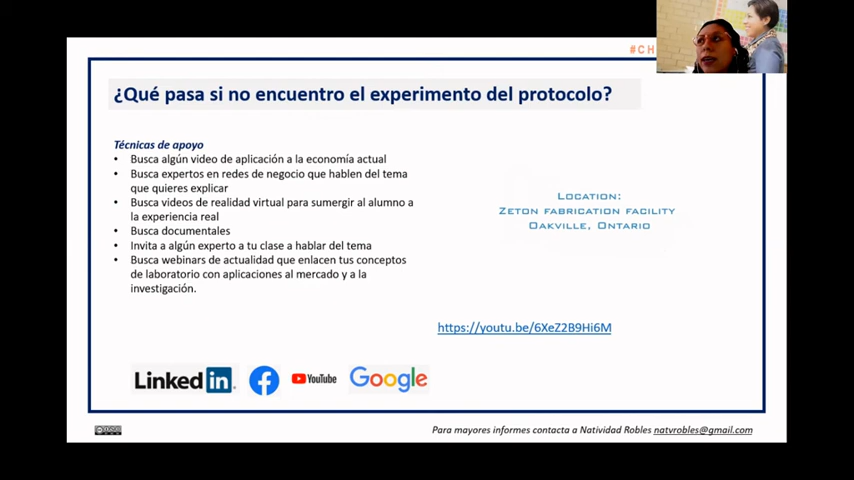 #CH
¿Qué pasa si no encuentro el experimento del protocolo?
Técnicas de apoyo
• Busca algún video de aplicación a la economía actual
• Busca expertos en redes de negocio que hablen del tema
que quieres explicar
• Busca videos de realidad virtual para sumergir al alumno a
la experiencia real
• Busca documentales
• Invita a algún experto a tu clase a hablar del tema
• Busca webinars de actualidad que enlacen tus conceptos
de laboratorio con aplicaciones al mercado y a la
investigación.
Location:
Zeton fabrication facility
Oakville, Ontario
https://youtu.be/6XeZ2B9Hi6M
Linked in
YouTube
Google
Para mayores informes contacta a Natividad Robles natvrobles@gmail.com